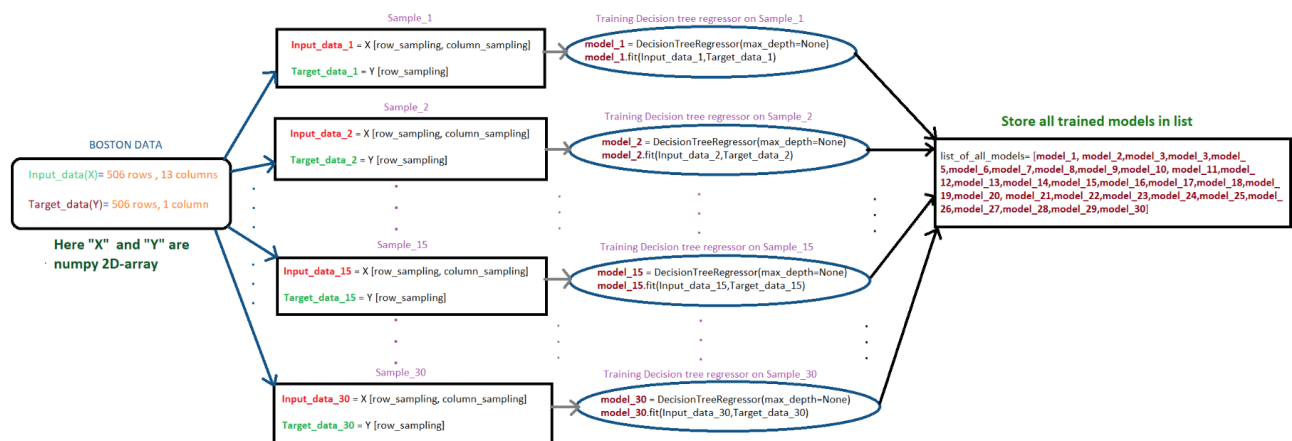 BOSTON DATA
Input_data(X)= 506 rows , 13 columns
Target_data(Y)= 506 rows, 1 column
Here "X" and "Y" are
numpy 2D-array
Sample_1
Input_data_1 = X [row_sampling, column_sampling]
Target_data_1 = Y [row_sampling]
Training Decision tree regressor on Sample_1
model_1 = DecisionTreeRegressor(max_depth=None)
model_1.fit(Input_data_1,Target_data_1)
Sample_2
Input_data_2 = X [row_sampling, column_sampling]
Target_data_2 = Y [row_sampling]
Training Decision tree regressor on Sample_2
model_2 = DecisionTreeRegressor(max_depth=None)
model_2.fit(Input_data_2,Target_data_2)
Sample_15
Input_data_15 = X [row_sampling, column_sampling]
Target_data_15 = Y [row_sampling]
Training Decision tree regressor on Sample_15
model_15 = DecisionTreeRegressor(max_depth=None)
model_15.fit(Input_data_15,Target_data_15)
Sample_30
Input_data_30 = X [row_sampling, column_sampling]
Target_data_30 = Y [row_sampling]
Training Decision tree regressor on Sample_30
model_30 = DecisionTreeRegressor(max_depth=None)
model_30.fit(Input_data_30,Target_data_30)
Store all trained models in list
list_of_all_models= [model_1, model_2,model_3,model_3,model_
5,model_6,model_7,model_8,model_9,model_10, model_11,model_
12,model_13,model_14,model_15,model_16,model_17,model_18,model_
19,model_20, model_21,model_22,model_23,model_24,model_25,model_
26,model_27,model_28,model_29,model_30]